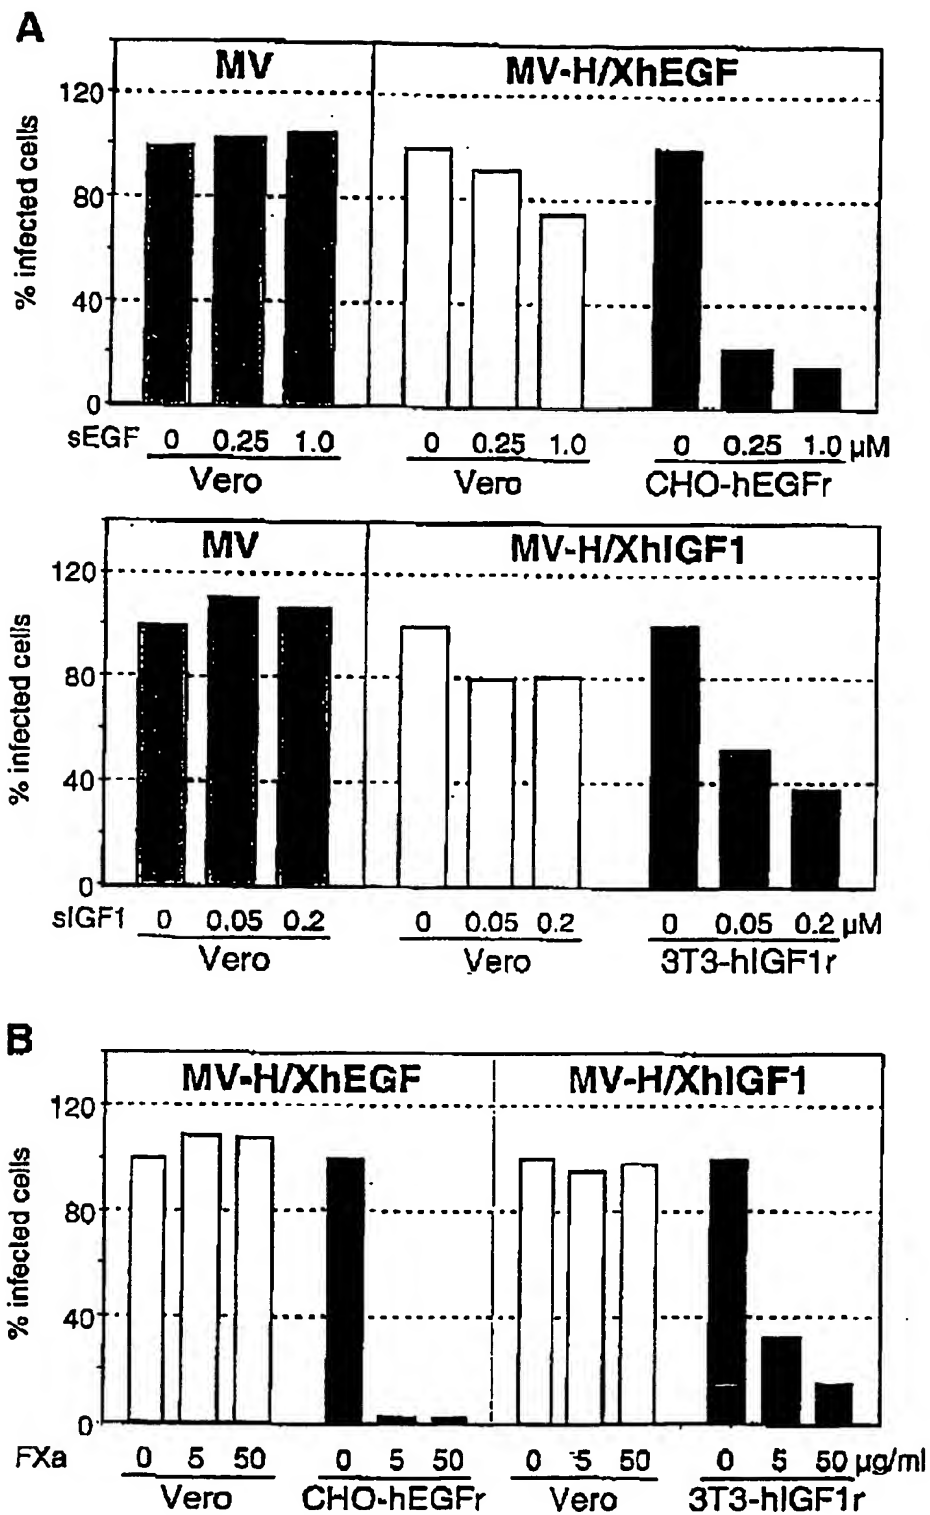 A
MV MV-H/XhEGF
% infected cells
120
80
40
0
sEGF 0 0.25 1.0 0 0.25 1.0 0 0.25 1.0 µM
Vero Vero CHO-hEGFr
MV MV-H/XhIGF1
% infected cells
120
80
40
0
sIGF1 0 0.05 0.2 0 0.05 0.2 0 0.05 0.2 µM
Vero Vero 3T3-hIGF1r
B
MV-H/XhEGF MV-H/XhIGF1
% infected cells
120
80
40
0
FXa 0 5 50 0 5 50 0 5 50 0 5 50 µg/ml
Vero CHO-hEGFr Vero 3T3-hIGF1r